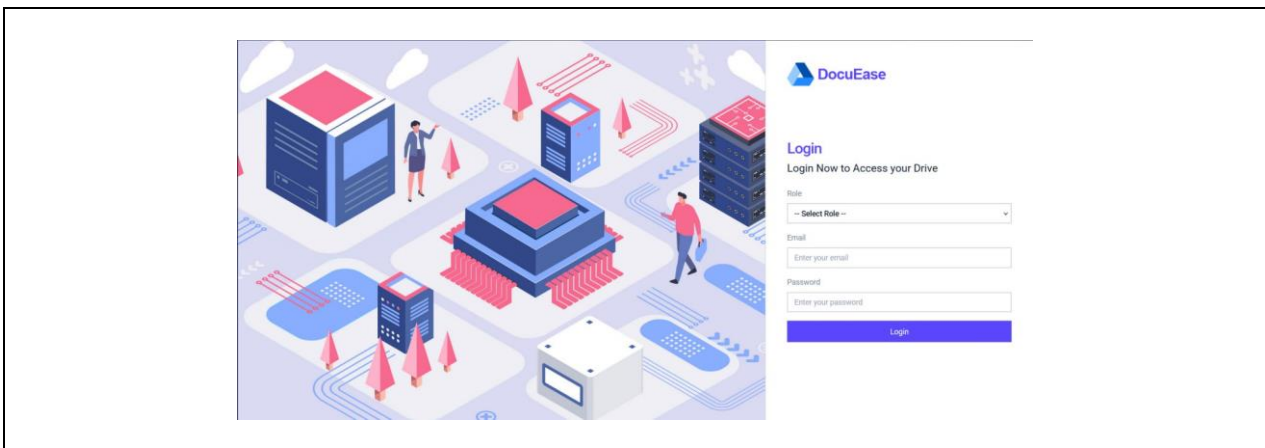 DocuEase
Login
Login Now to Access your Drive
Role
-- Select Role --
Email
Enter your email
Password
Enter your password
Login